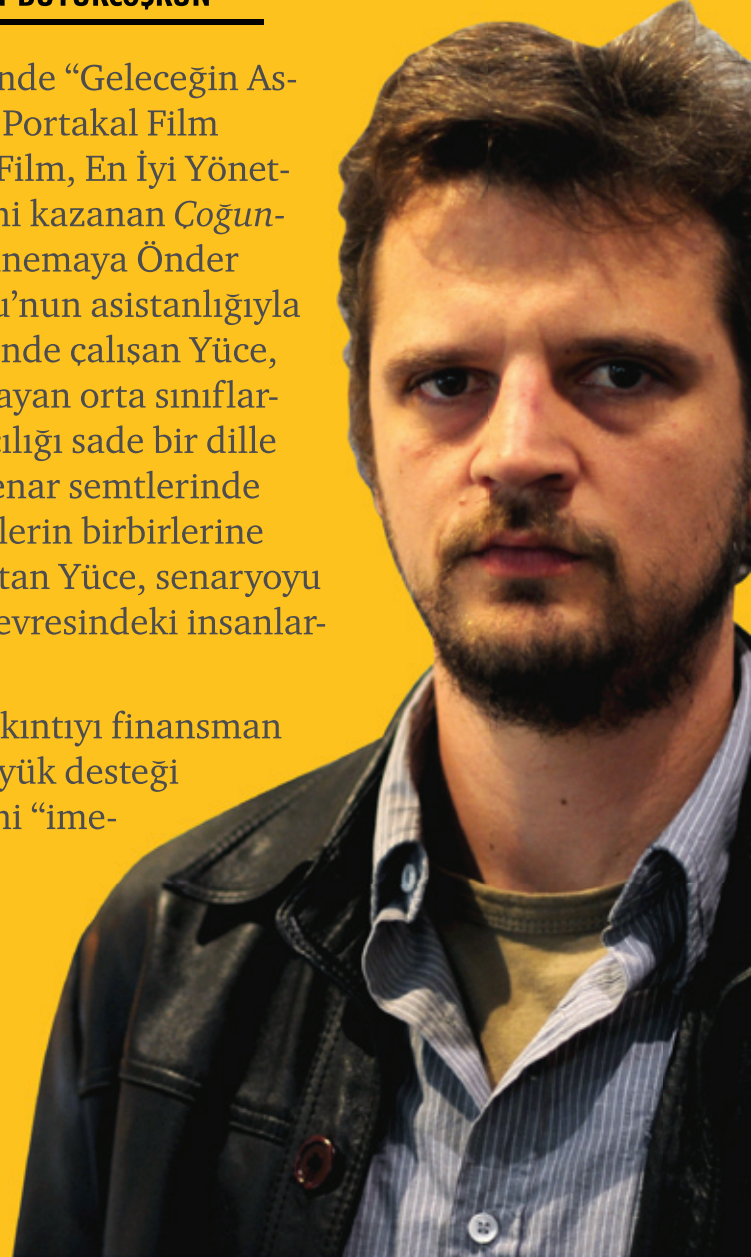 nde “Geleceğin As-
Portakal Film
Film, En İyi Yönet-
ni kazanan Çoğun-
nemaya Önder
u’nun asistanlığıyla
nde çalışan Yüce,
ayan orta sınıflar-
cılığı sade bir dille
enar semtlerinde
lerin birbirlerine
tan Yüce, senaryoyu
evresindeki insanlar-
kıntıyı finansman
yük desteği
ni “ime-